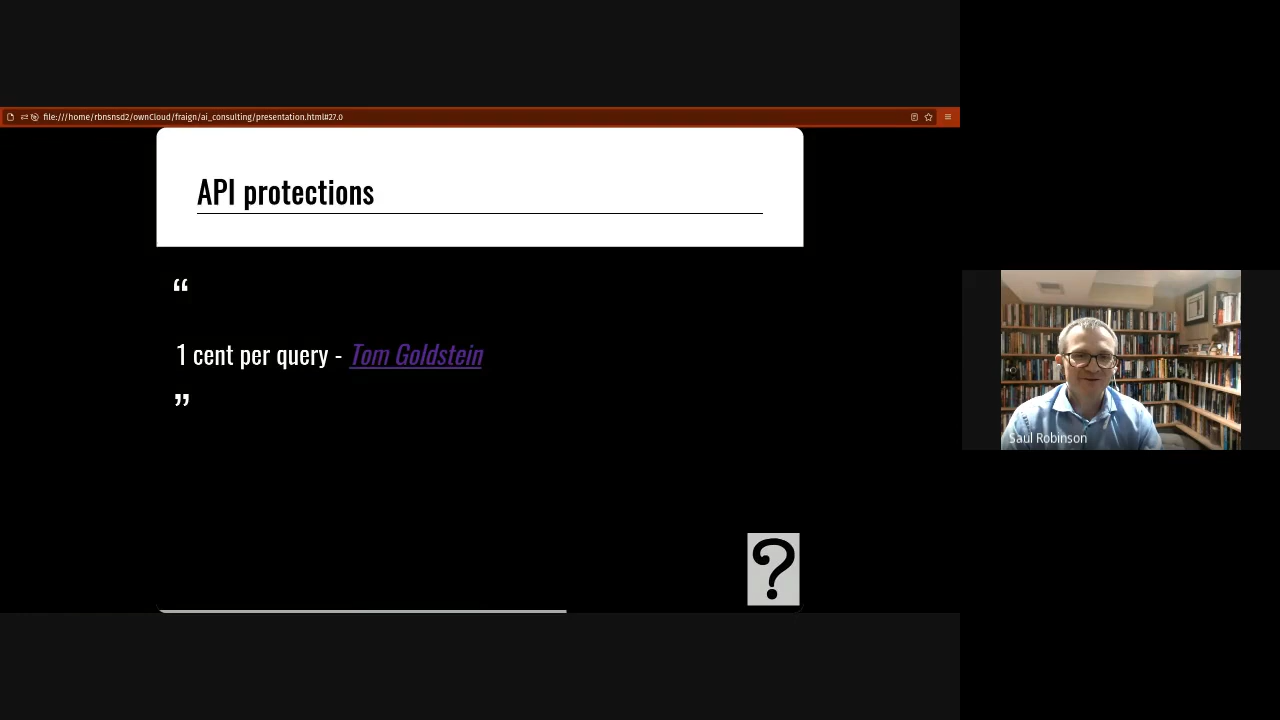 file:///home/rbnsnsd2/ownCloud/fraign/ai_consulting/presentation.html#27.0
API protections
“
1 cent per query - Tom Goldstein
”
?
Saul Robinson